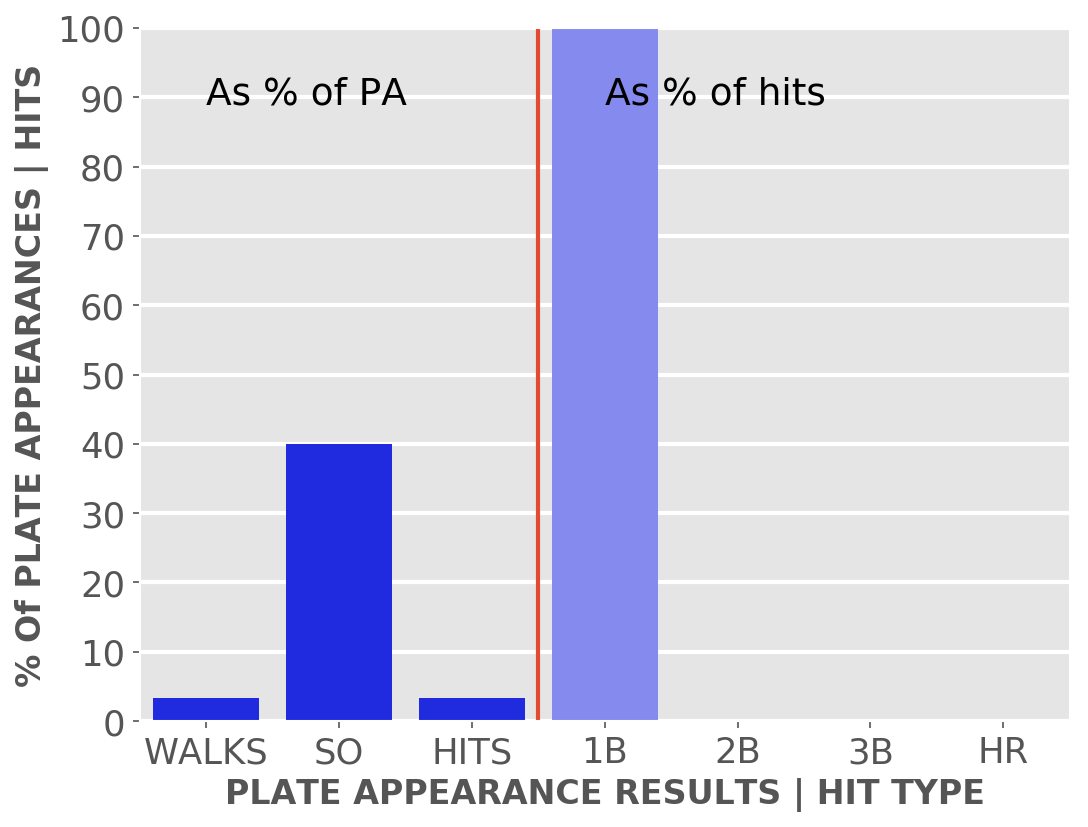 % Of PLATE APPEARANCES | HITS
100
90
80
70
60
50
40
30
20
10
0
As % of PA
As % of hits
WALKS SO HITS 1B 2B 3B HR
PLATE APPEARANCE RESULTS | HIT TYPE